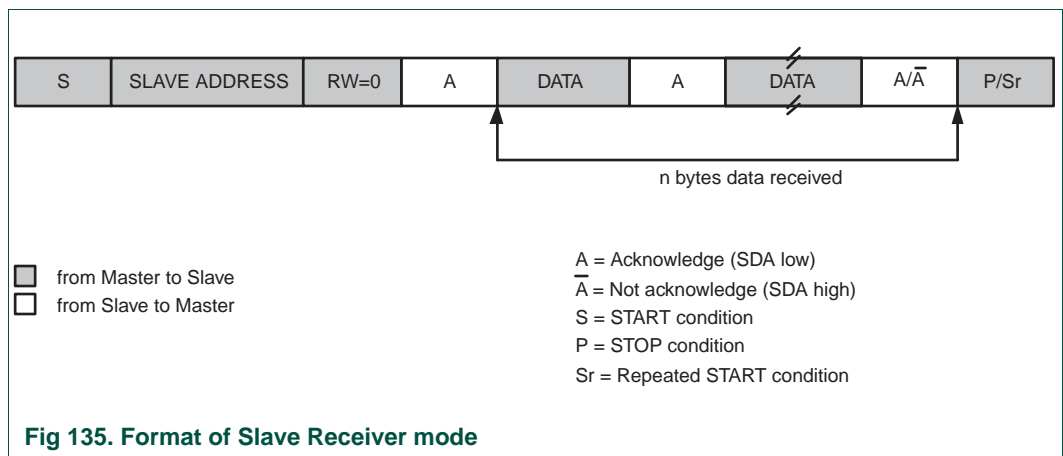 S SLAVE ADDRESS RW=0 A DATA A DATA A/A̅ P/Sr
n bytes data received
from Master to Slave
from Slave to Master
A = Acknowledge (SDA low)
A̅ = Not acknowledge (SDA high)
S = START condition
P = STOP condition
Sr = Repeated START condition
Fig 135. Format of Slave Receiver mode